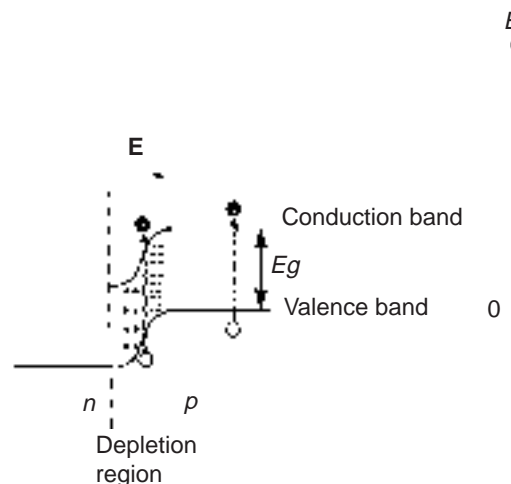 E
Conduction band
Eg
Valence band 0
n p
Depletion
region